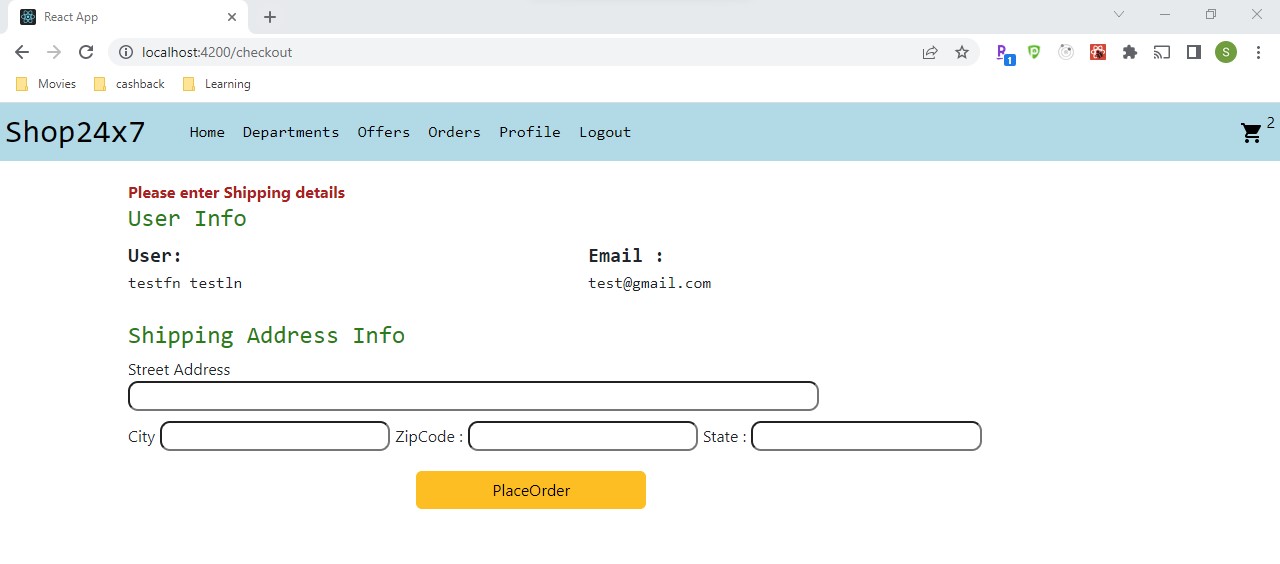 React App
localhost:4200/checkout
R 1 S
Movies cashback Learning
Shop24x7 Home Departments Offers Orders Profile Logout 2
Please enter Shipping details
User Info
User: Email :
testfn testln test@gmail.com
Shipping Address Info
Street Address
City ZipCode : State :
PlaceOrder